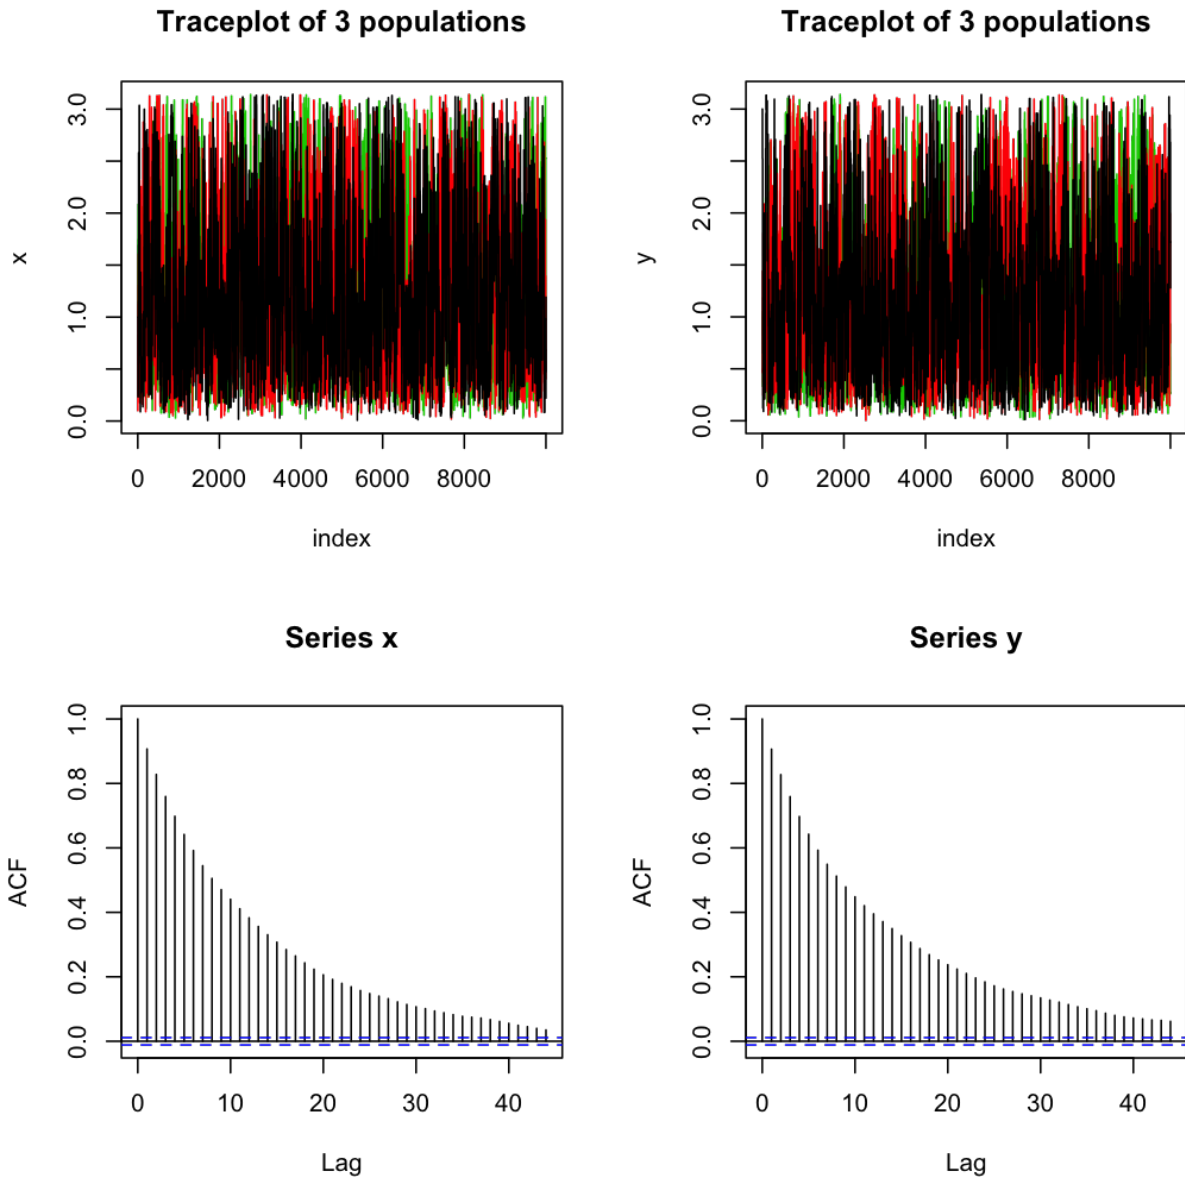 Traceplot of 3 populations
x
0.0 1.0 2.0 3.0
0 2000 4000 6000 8000
index
Traceplot of 3 populations
y
0.0 1.0 2.0 3.0
0 2000 4000 6000 8000
index
Series x
ACF
0.0 0.2 0.4 0.6 0.8 1.0
0 10 20 30 40
Lag
Series y
ACF
0.0 0.2 0.4 0.6 0.8 1.0
0 10 20 30 40
Lag